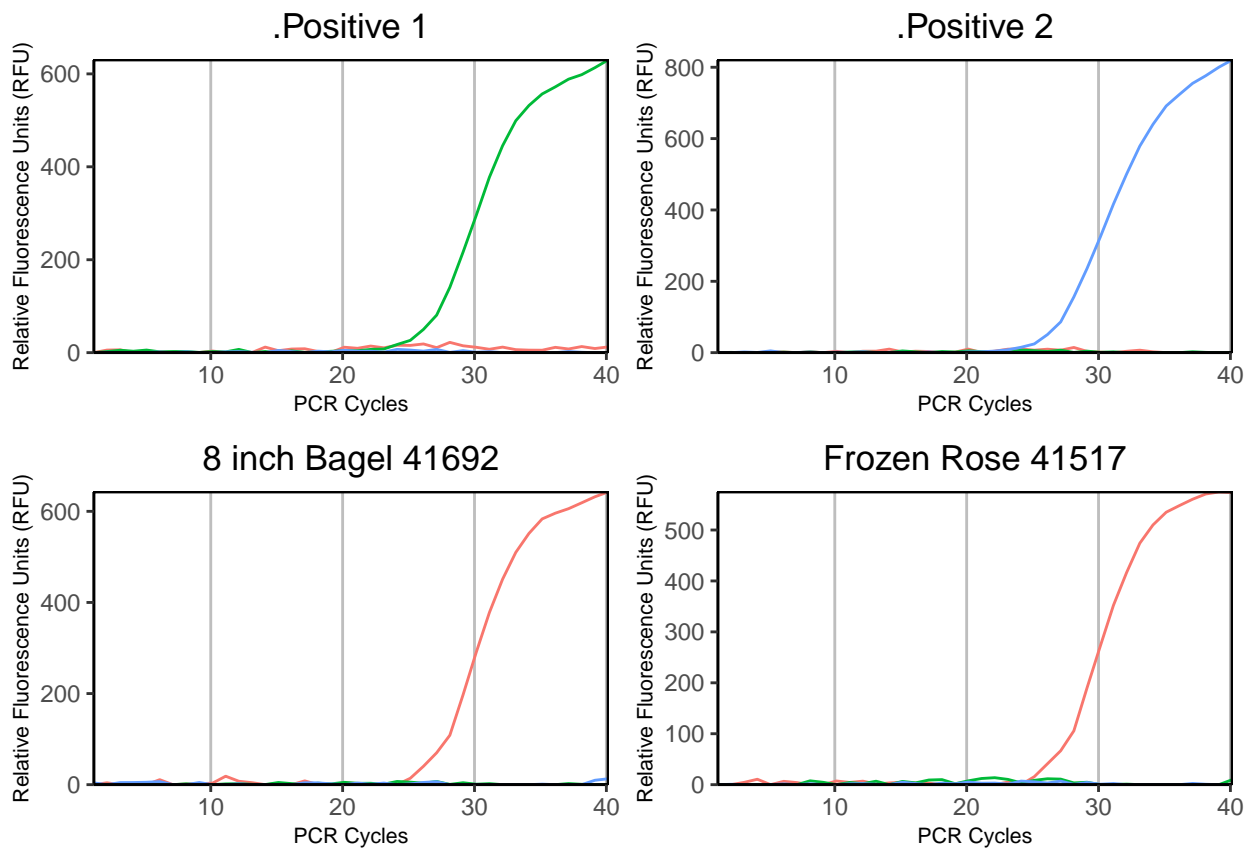 .Positive 1
Relative Fluorescence Units (RFU)
600
400
200
0
10 20 30 40
PCR Cycles
.Positive 2
Relative Fluorescence Units (RFU)
800
600
400
200
0
10 20 30 40
PCR Cycles
8 inch Bagel 41692
Relative Fluorescence Units (RFU)
600
400
200
0
10 20 30 40
PCR Cycles
Frozen Rose 41517
Relative Fluorescence Units (RFU)
500
400
300
200
100
0
10 20 30 40
PCR Cycles